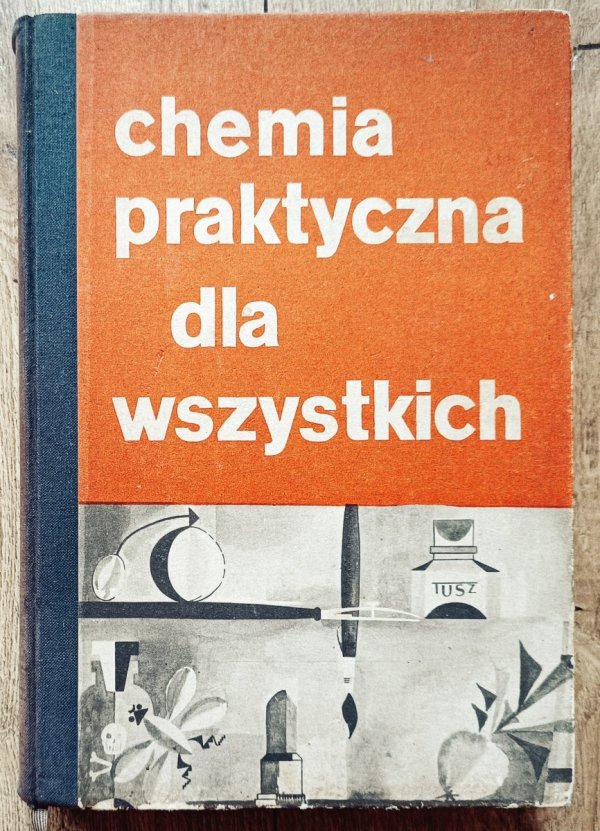 chemia
praktyczna
dla
wszystkich
TUSZ